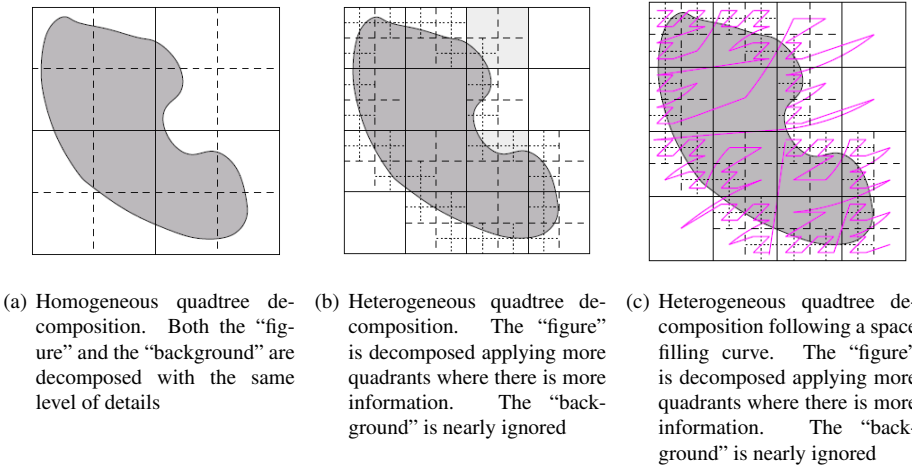 (a) Homogeneous quadtree de-
composition. Both the “fig-
ure” and the “background” are
decomposed with the same
level of details
(b) Heterogeneous quadtree de-
composition. The “figure”
is decomposed applying more
quadrants where there is more
information. The “back-
ground” is nearly ignored
(c) Heterogeneous quadtree de-
composition following a space
filling curve. The “figure”
is decomposed applying more
quadrants where there is more
information. The “back-
ground” is nearly ignored